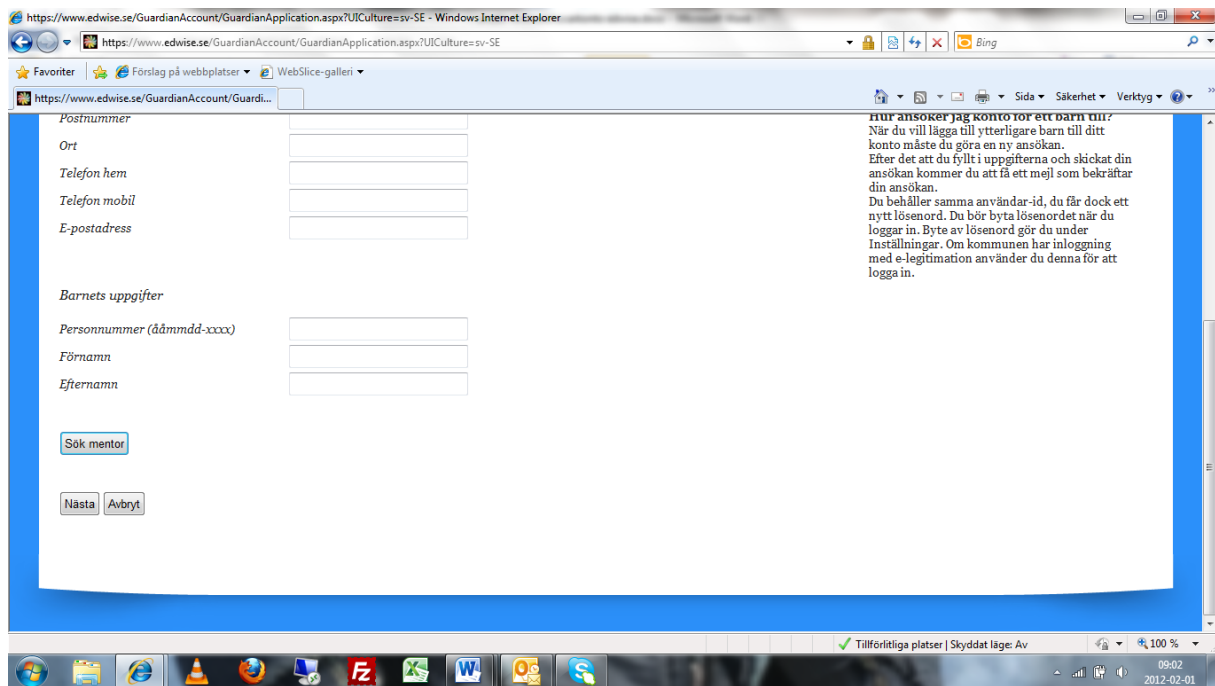 https://www.edwise.se/GuardianAccount/GuardianApplication.aspx?UICulture=sv-SE - Windows Internet Explorer
https://www.edwise.se/GuardianAccount/GuardianApplication.aspx?UICulture=sv-SE
Bing
Favoriter
Förslag på webbplatser
WebSlice-galleri
https://www.edwise.se/GuardianAccount/Guardi...
Sida
Säkerhet
Verktyg
Postnummer
Ort
Telefon hem
Telefon mobil
E-postadress
Barnets uppgifter
Personnummer (ååmmdd-xxxx)
Förnamn
Efternamn
Sök mentor
Nästa
Avbryt
Hur ansöker jag konto för ett barn till?
När du vill lägga till ytterligare barn till ditt
konto måste du göra en ny ansökan.
Efter det att du fyllt i uppgifterna och skickat din
ansökan kommer du att få ett mejl som bekräftar
din ansökan.
Du behåller samma användar-id, du får dock ett
nytt lösenord. Du bör byta lösenordet när du
loggar in. Byte av lösenord gör du under
Inställningar. Om kommunen har inloggning
med e-legitimation använder du denna för att
logga in.
Tillförlitliga platser | Skyddat läge: Av
100 %
09:02
2012-02-01